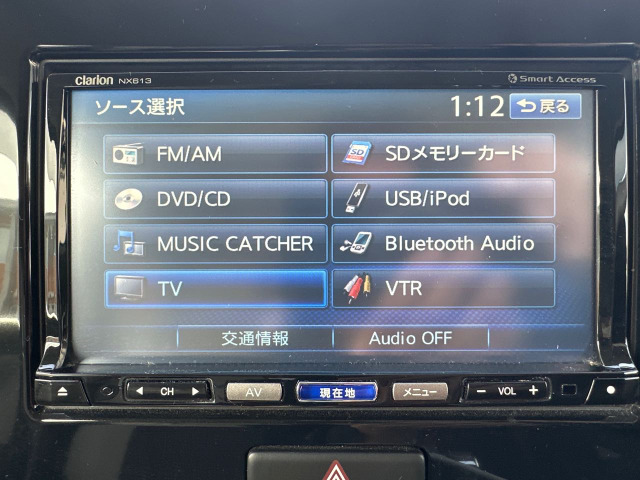 clarion NX613 Smart Access
ソース選択 1:12 戻る
FM/AM SDメモリーカード
DVD/CD USB/iPod
MUSIC CATCHER Bluetooth Audio
TV VTR
交通情報 Audio OFF
CH AV 現在地 メニュー − VOL +